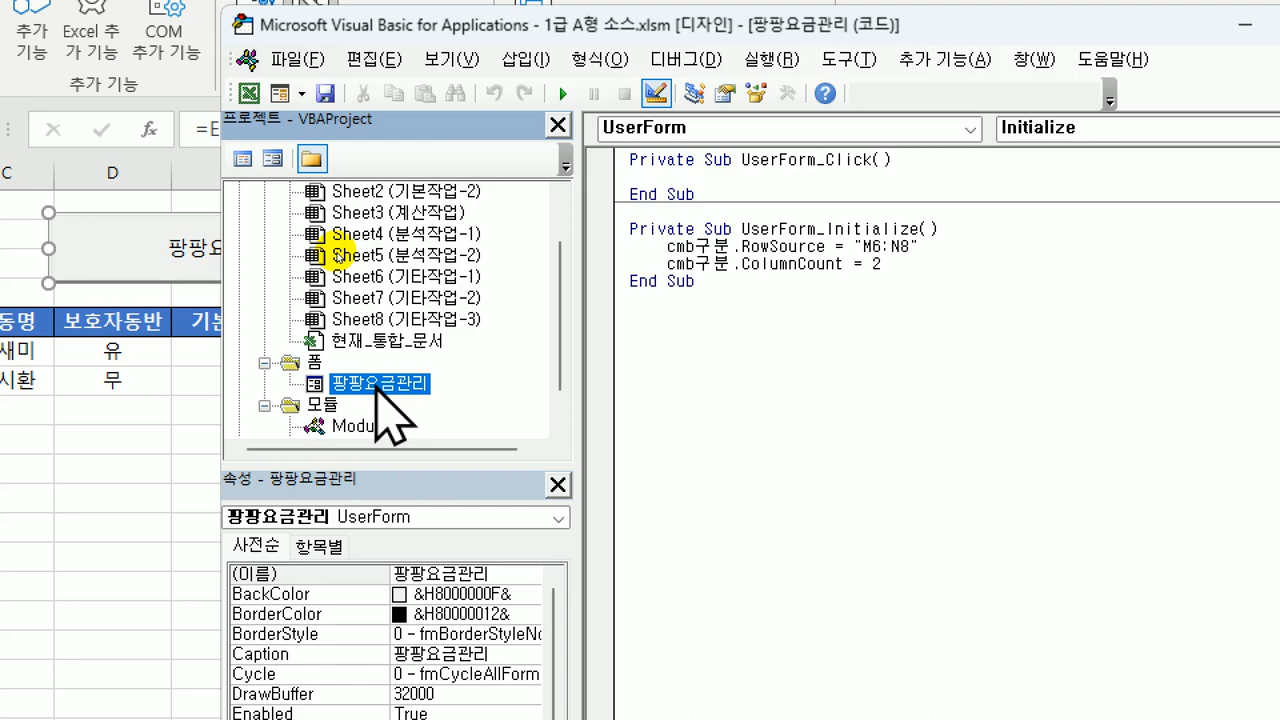 Microsoft Visual Basic for Applications - 1급 A형 소스.xlsm [디자인] - [팡팡요금관리 (코드)]
추가
기능
Excel 추
가 기능
COM
추가 기능
추가 기능
파일(F) 편집(E) 보기(V) 삽입(I) 형식(O) 디버그(D) 실행(R) 도구(T) 추가 기능(A) 창(W) 도움말(H)
프로젝트 - VBAProject
UserForm
Initialize
=E
C
D
Sheet2 (기본작업-2)
Sheet3 (계산작업)
Sheet4 (분석작업-1)
Sheet5 (분석작업-2)
Sheet6 (기타작업-1)
Sheet7 (기타작업-2)
Sheet8 (기타작업-3)
현재_통합_문서
폼
팡팡요금관리
모듈
Modu
Private Sub UserForm_Click()
End Sub
Private Sub UserForm_Initialize()
cmb구분.RowSource = "M6:N8"
cmb구분.ColumnCount = 2
End Sub
팡팡요
동명 보호자동반 기본
새미 유
시환 무
속성 - 팡팡요금관리
팡팡요금관리 UserForm
사전순 항목별
(이름) 팡팡요금관리
BackColor &H8000000F&
BorderColor &H80000012&
BorderStyle 0 - fmBorderStyleNo
Caption 팡팡요금관리
Cycle 0 - fmCycleAllForm
DrawBuffer 32000
Enabled True